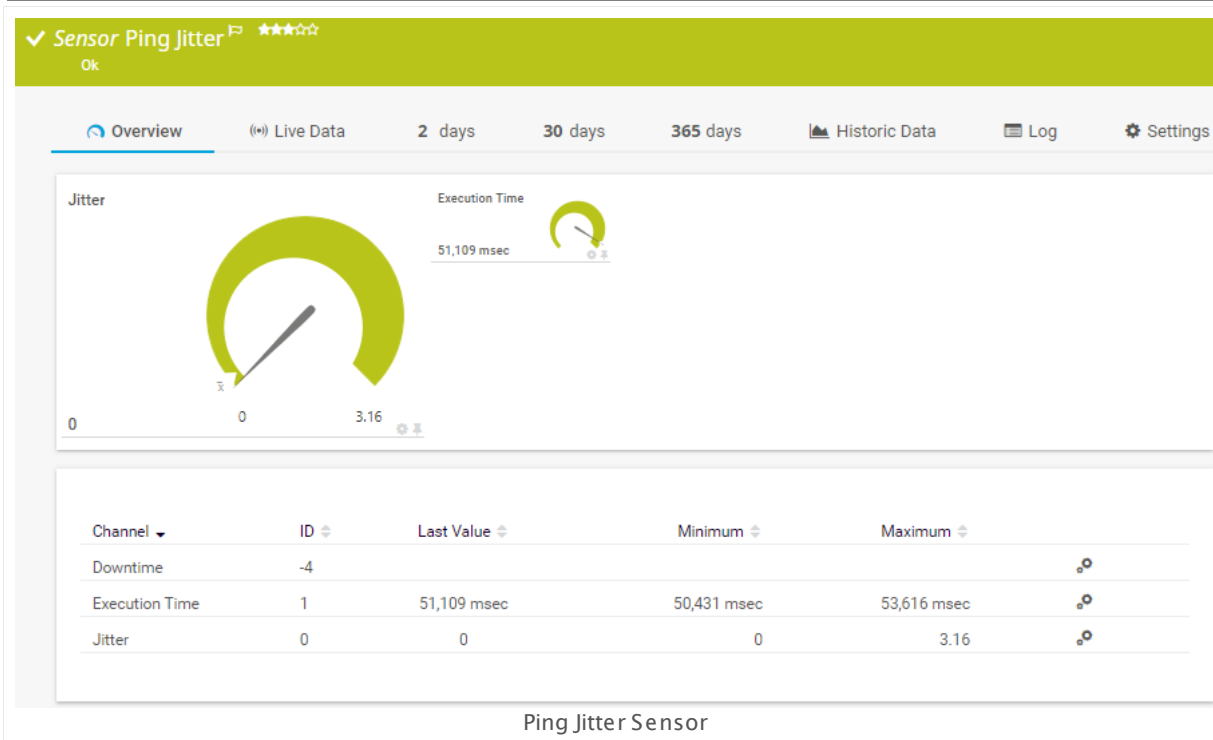 Sensor Ping Jitter
Ok
Overview Live Data 2 days 30 days 365 days Historic Data Log Settings
Jitter
Execution Time
51,109 msec
x̄
0 3.16
0
Channel ID Last Value Minimum Maximum
Downtime -4
Execution Time 1 51,109 msec 50,431 msec 53,616 msec
Jitter 0 0 0 3.16
Ping Jitter Sensor